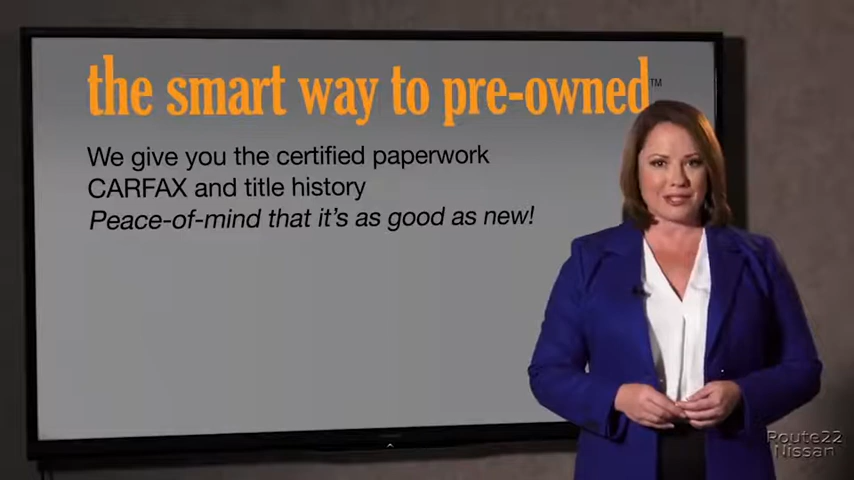 the smart way to pre-owned™
We give you the certified paperwork
CARFAX and title history
Peace-of-mind that it's as good as new!
Route22
Nissan